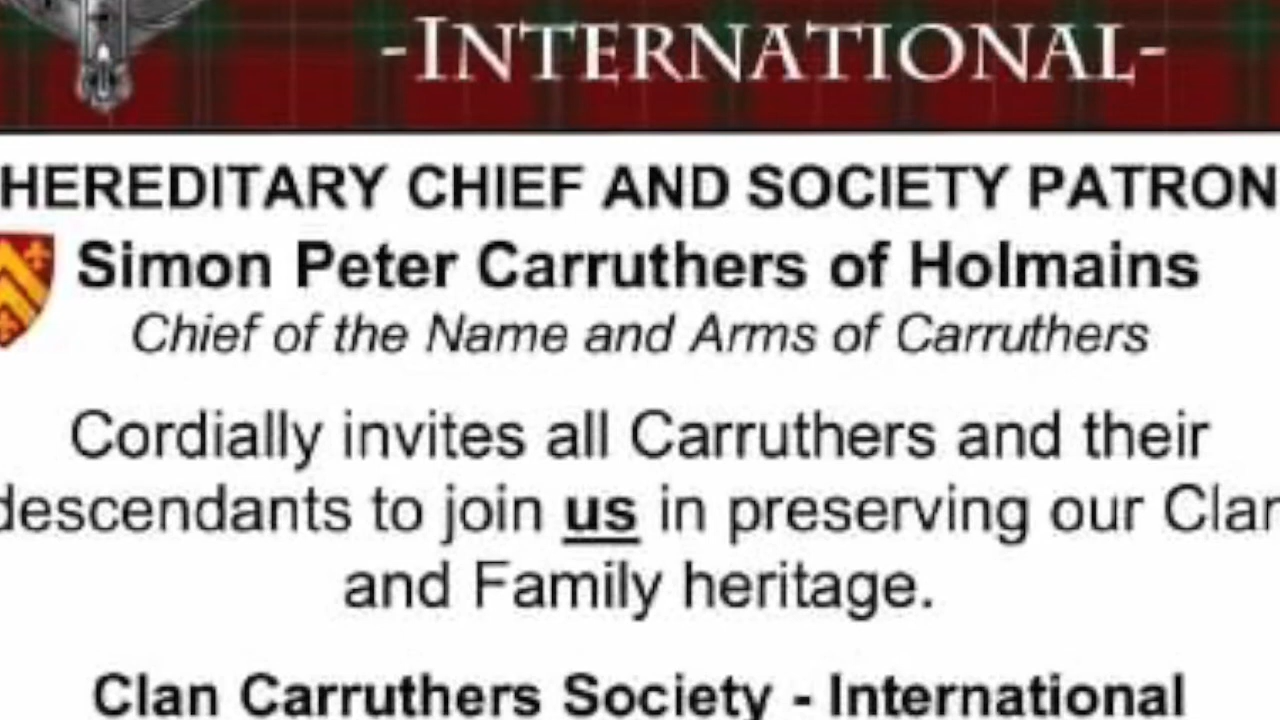 -INTERNATIONAL-
HEREDITARY CHIEF AND SOCIETY PATRON
Simon Peter Carruthers of Holmains
Chief of the Name and Arms of Carruthers
Cordially invites all Carruthers and their
descendants to join us in preserving our Clan
and Family heritage.
Clan Carruthers Society - International